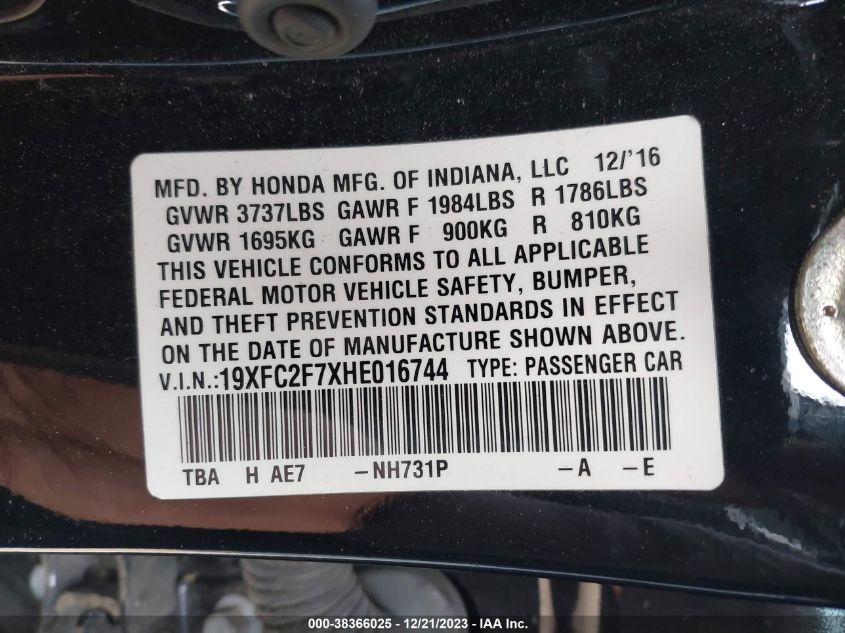 MFD. BY HONDA MFG. OF INDIANA, LLC 12/'16
GVWR 3737LBS GAWR F 1984LBS R 1786LBS
GVWR 1695KG GAWR F 900KG R 810KG
THIS VEHICLE CONFORMS TO ALL APPLICABLE
FEDERAL MOTOR VEHICLE SAFETY, BUMPER,
AND THEFT PREVENTION STANDARDS IN EFFECT
ON THE DATE OF MANUFACTURE SHOWN ABOVE.
V.I.N.:19XFC2F7XHE016744 TYPE: PASSENGER CAR
TBA H AE7 -NH731P -A -E
000-38366025 - 12/21/2023 - IAAI.com